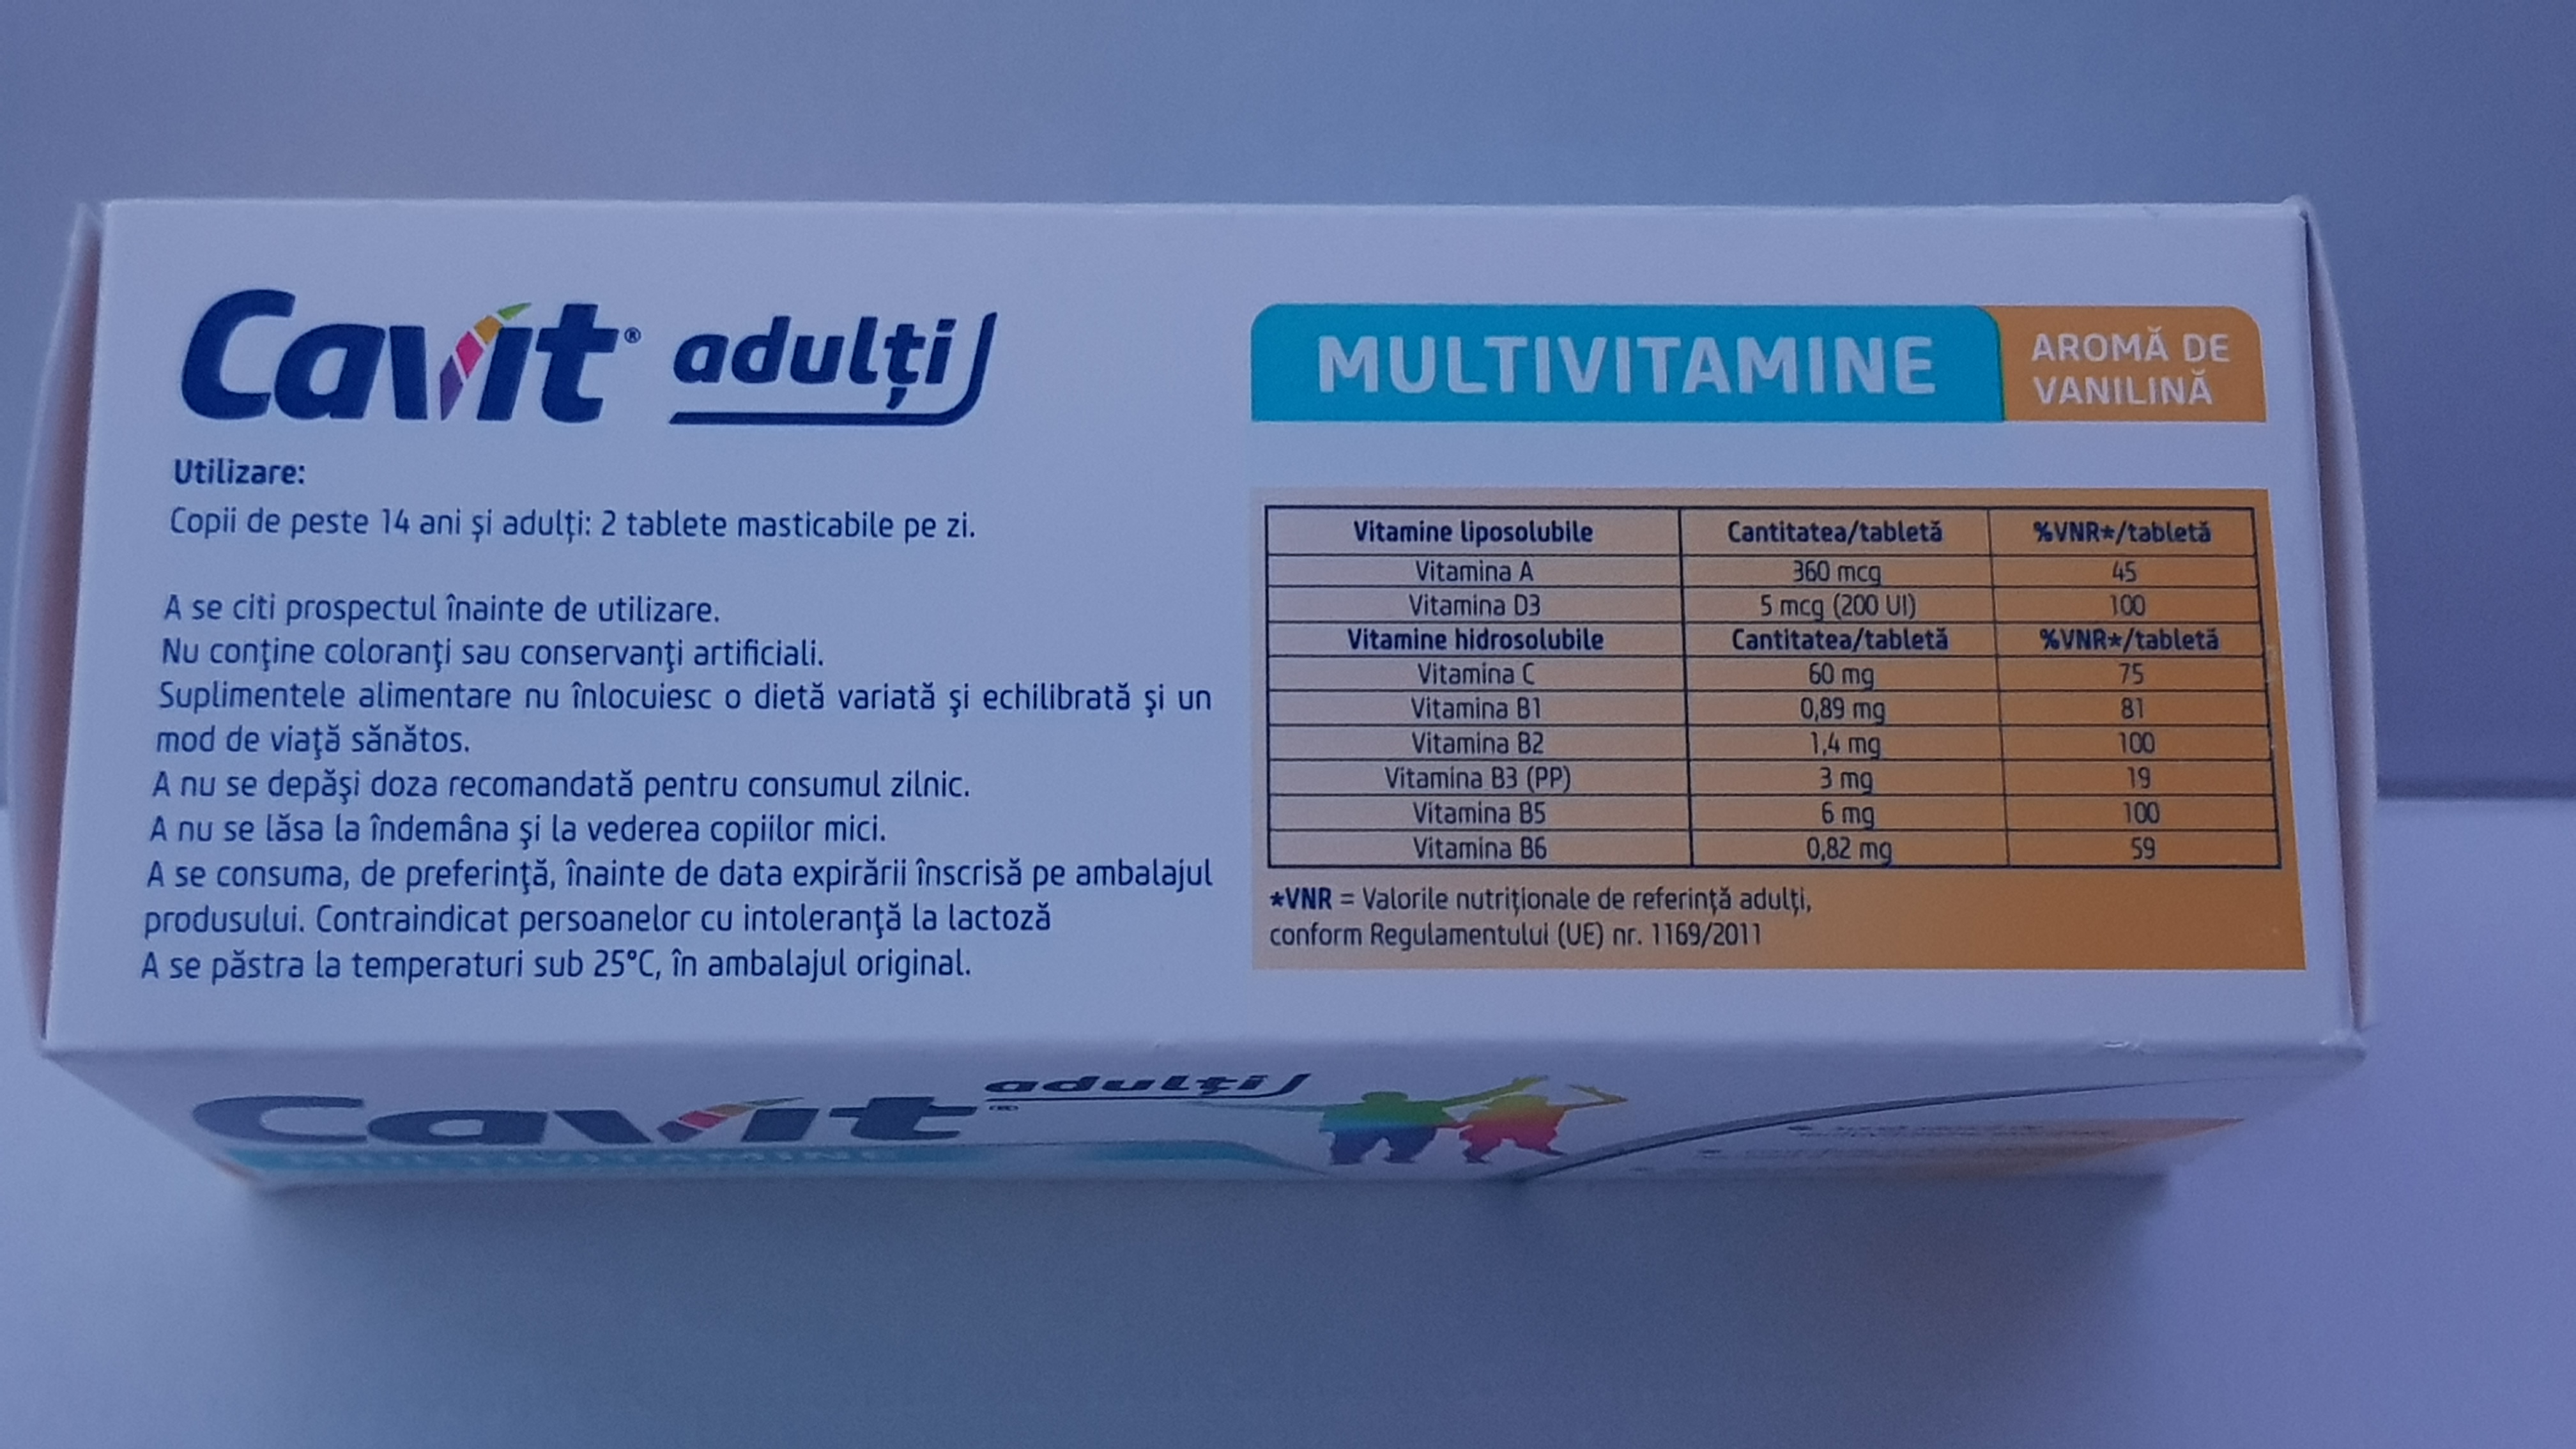 Cavit® adulți
Utilizare:
Copii de peste 14 ani și adulți: 2 tablete masticabile pe zi.
A se citi prospectul înainte de utilizare.
Nu conţine coloranţi sau conservanţi artificiali.
Suplimentele alimentare nu înlocuiesc o dietă variată şi echilibrată şi un
mod de viaţă sănătos.
A nu se depăşi doza recomandată pentru consumul zilnic.
A nu se lăsa la îndemâna şi la vederea copiilor mici.
A se consuma, de preferinţă, înainte de data expirării înscrisă pe ambalajul
produsului. Contraindicat persoanelor cu intoleranţă la lactoză
A se păstra la temperaturi sub 25°C, în ambalajul original.
MULTIVITAMINE
AROMĂ DE
VANILINĂ
Vitamine liposolubile Cantitatea/tabletă %VNR*/tabletă
Vitamina A 360 mcg 45
Vitamina D3 5 mcg (200 UI) 100
Vitamine hidrosolubile Cantitatea/tabletă %VNR*/tabletă
Vitamina C 60 mg 75
Vitamina B1 0,89 mg 81
Vitamina B2 1,4 mg 100
Vitamina B3 (PP) 3 mg 19
Vitamina B5 6 mg 100
Vitamina B6 0,82 mg 59
*VNR = Valorile nutriţionale de referinţă adulţi,
conform Regulamentului (UE) nr. 1169/2011
Cavit® adulţi
MULTIVITAMINE